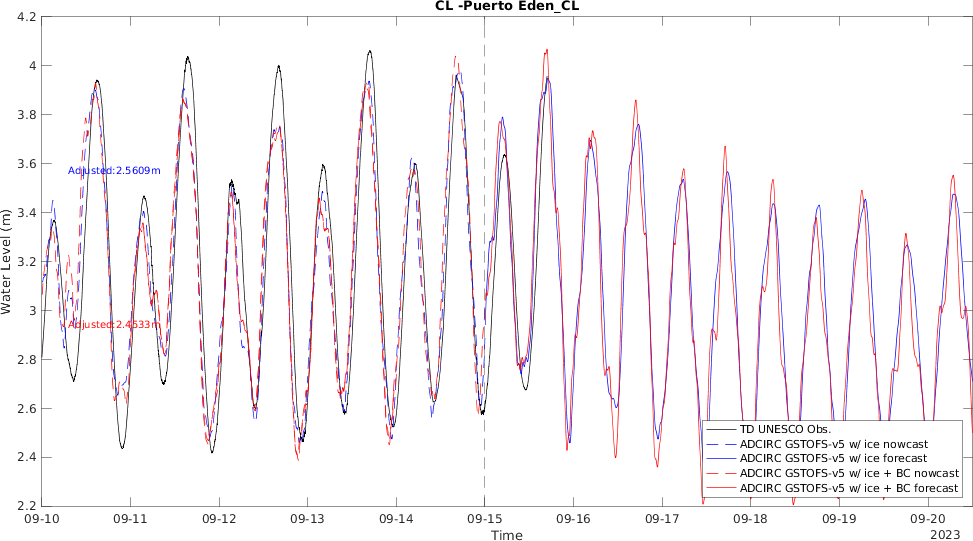 CL -Puerto Eden_CL
4.2
4
3.8
3.6
3.4
3.2
3
2.8
2.6
2.4
2.2
Water Level (m)
Adjusted:2.5609m
Adjusted:2.4533m
TD UNESCO Obs.
ADCIRC GSTOFS-v5 w/ ice nowcast
ADCIRC GSTOFS-v5 w/ ice forecast
ADCIRC GSTOFS-v5 w/ ice + BC nowcast
ADCIRC GSTOFS-v5 w/ ice + BC forecast
09-10 09-11 09-12 09-13 09-14 09-15 09-16 09-17 09-18 09-19 09-20
2023
Time